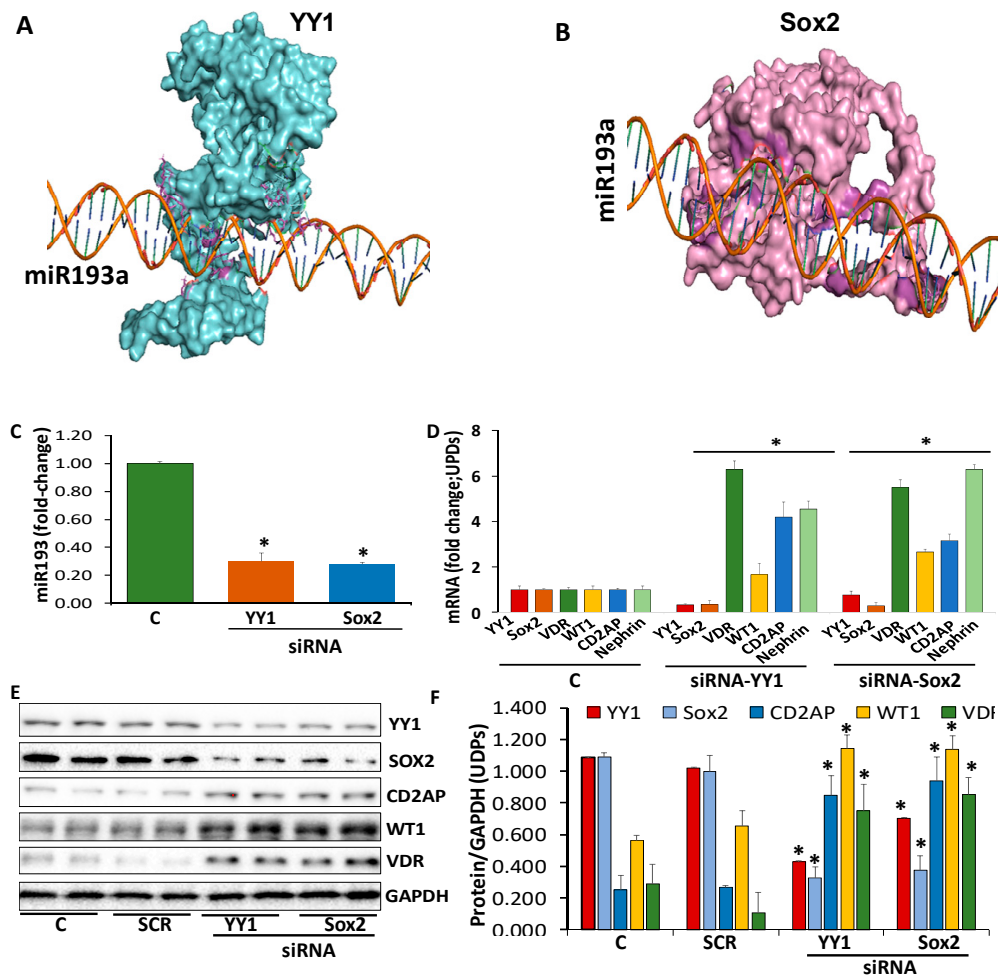 A
YY1
miR193a
B
Sox2
miR193a
C
miR193 (fold-change)
1.20
1.00
0.80
0.60
0.40
0.20
0.00
*
*
C
YY1
Sox2
siRNA
D
mRNA (fold change;UPDs)
8
6
4
2
0
*
*
YY1
Sox2
VDR
WT1
CD2AP
Nephrin
YY1
Sox2
VDR
WT1
CD2AP
Nephrin
YY1
Sox2
VDR
WT1
CD2AP
Nephrin
C
siRNA-YY1
siRNA-Sox2
E
YY1
SOX2
CD2AP
WT1
VDR
GAPDH
C
SCR
YY1
Sox2
siRNA
F
Protein/GAPDH (UDPs)
1.400
1.200
1.000
0.800
0.600
0.400
0.200
0.000
YY1
Sox2
CD2AP
WT1
VDR
* * * * *
* * * * *
C
SCR
YY1
Sox2
siRNA